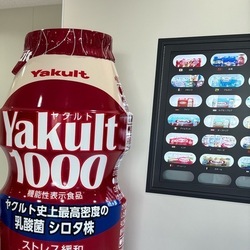 Yakult
ヤクルト
Yakult
1000
機能性表示食品
ヤクルト史上最高密度の
乳酸菌 シロタ株
ストレス緩和